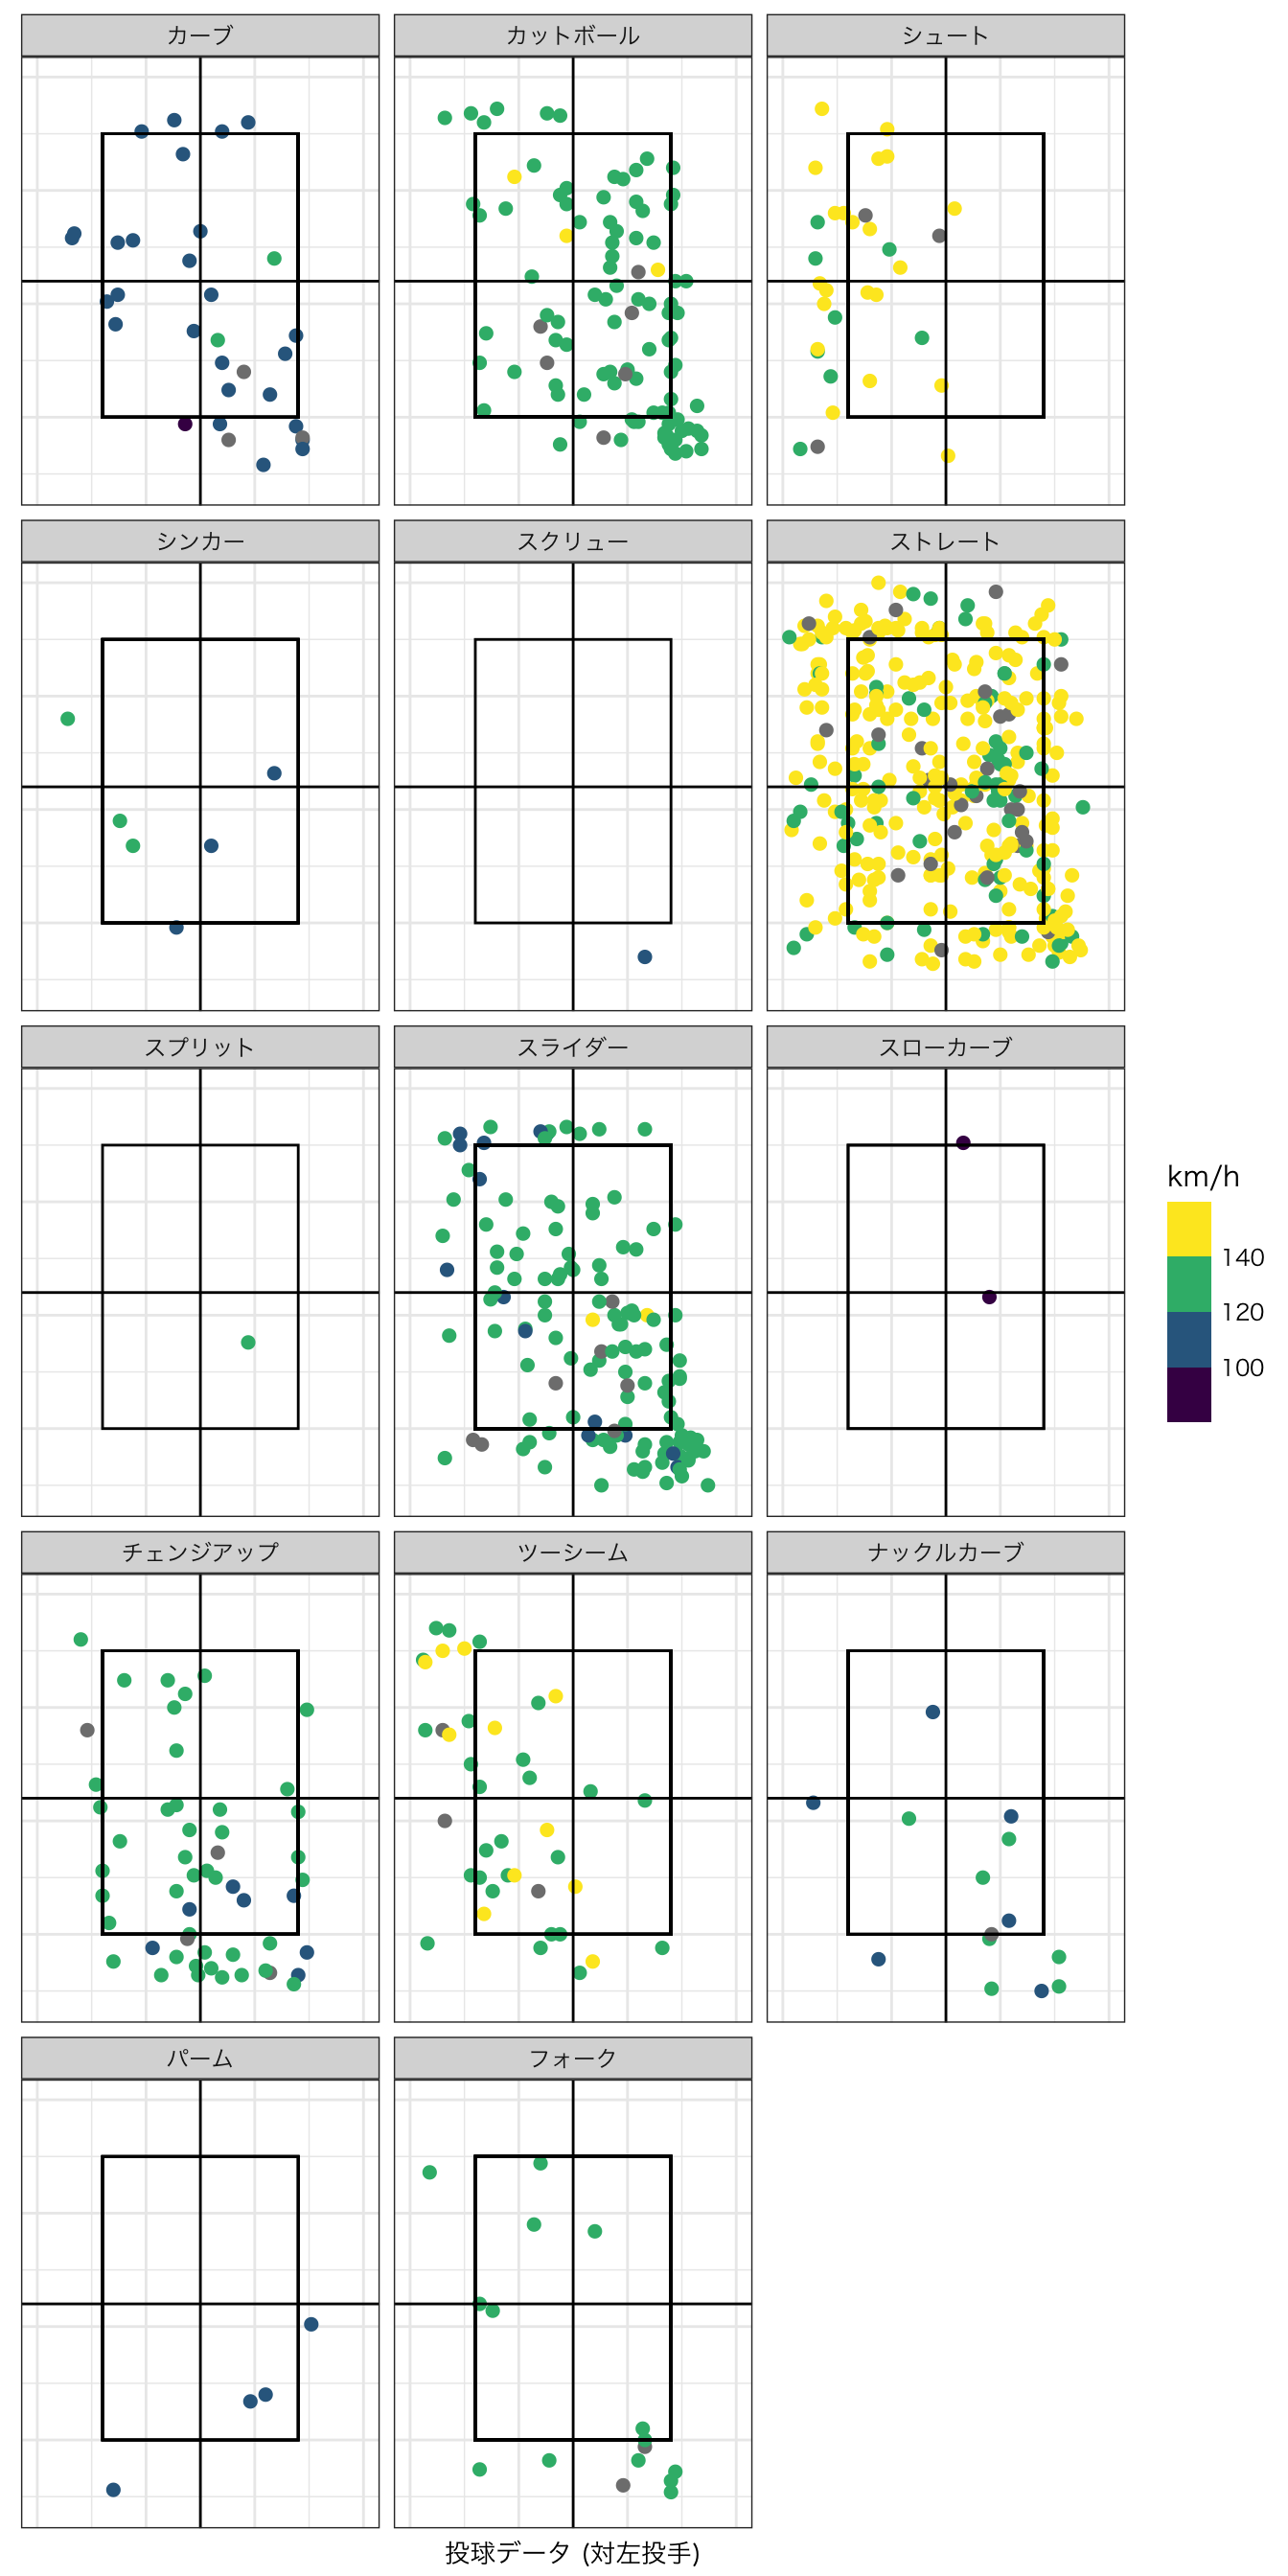 カーブ
カットボール
シュート
シンカー
スクリュー
ストレート
スプリット
スライダー
スローカーブ
km/h
140
120
100
チェンジアップ
ツーシーム
ナックルカーブ
パーム
フォーク
投球データ (対左投手)